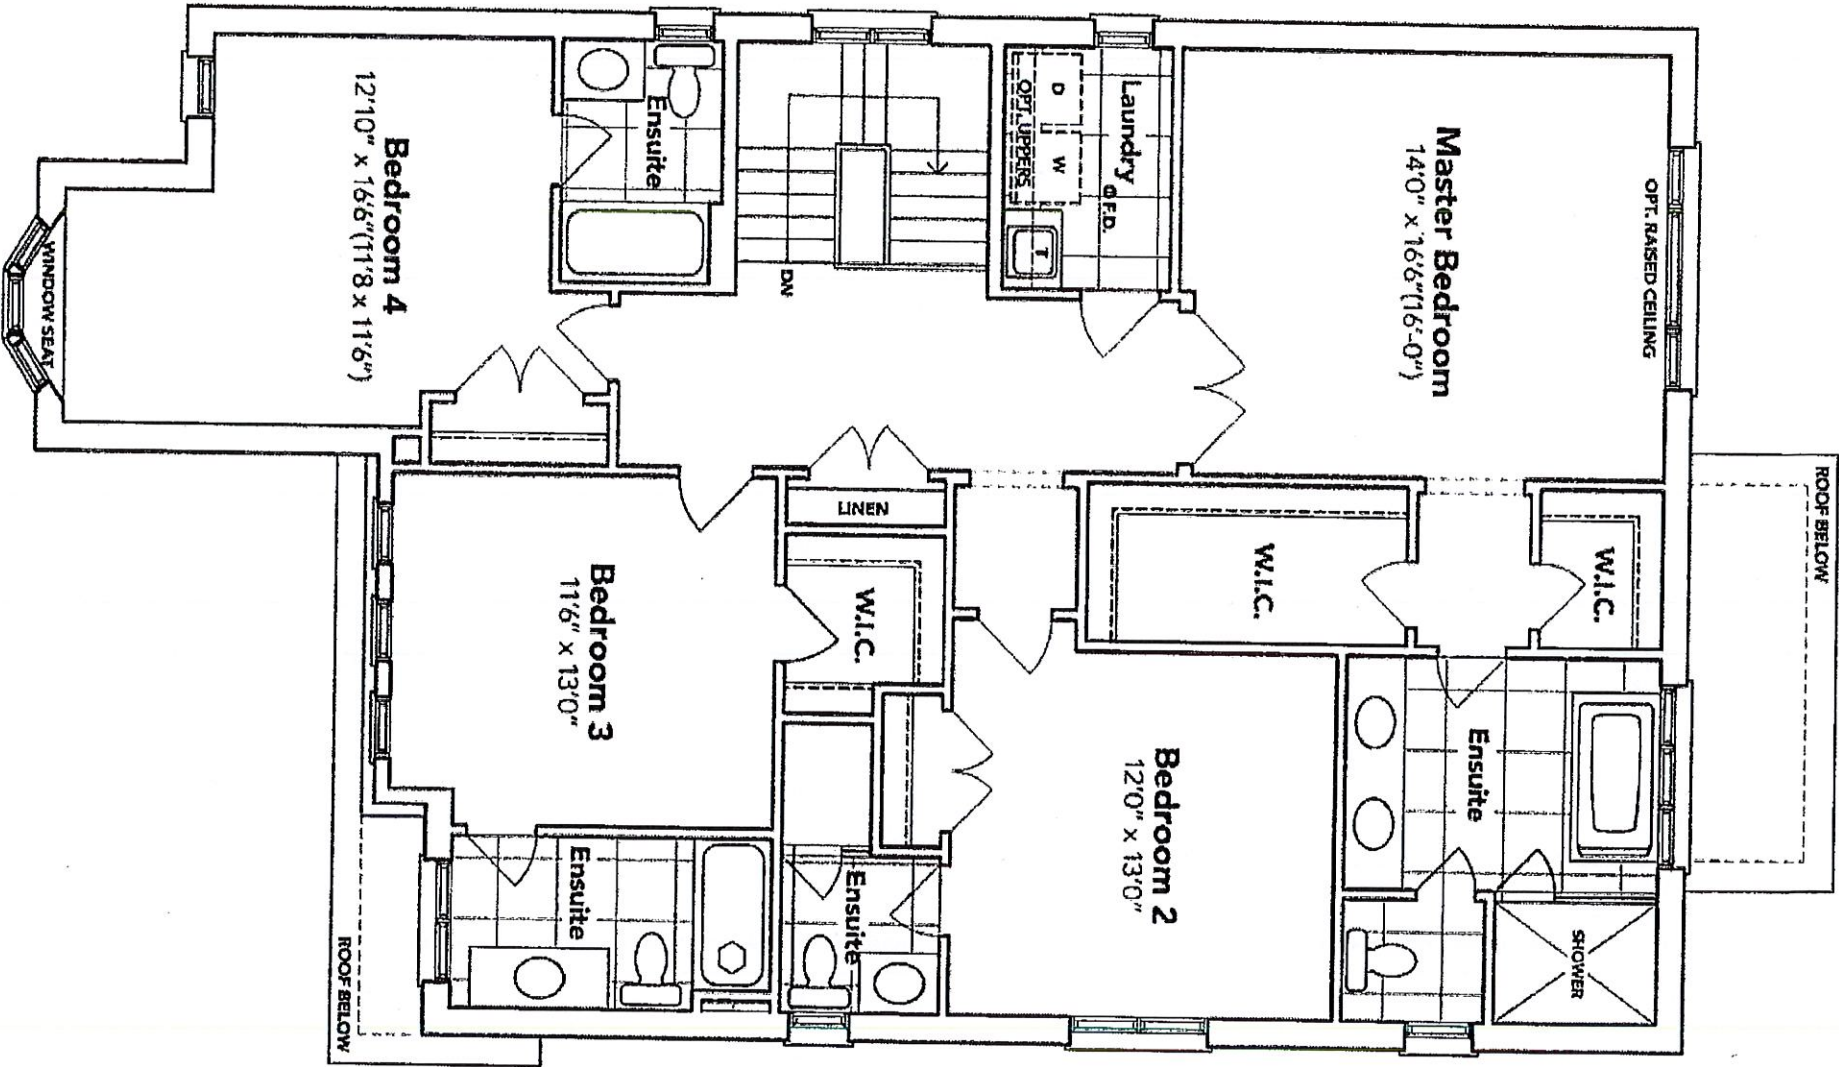 ROOF BELOW
OPT. RAISED CEILING
Master Bedroom
14'0" x 16'6"(16'-0")
W.I.C.
W.I.C.
Ensuite
SHOWER
Laundry
F.D.
D
W
OPT. UPPERS
T
Bedroom 2
12'0" x 13'0"
DN
LINEN
W.I.C.
Ensuite
Ensuite
Bedroom 3
11'6" x 13'0"
Ensuite
Bedroom 4
12'10" x 16'6"(11'8 x 11'6")
WINDOW SEAT
ROOF BELOW